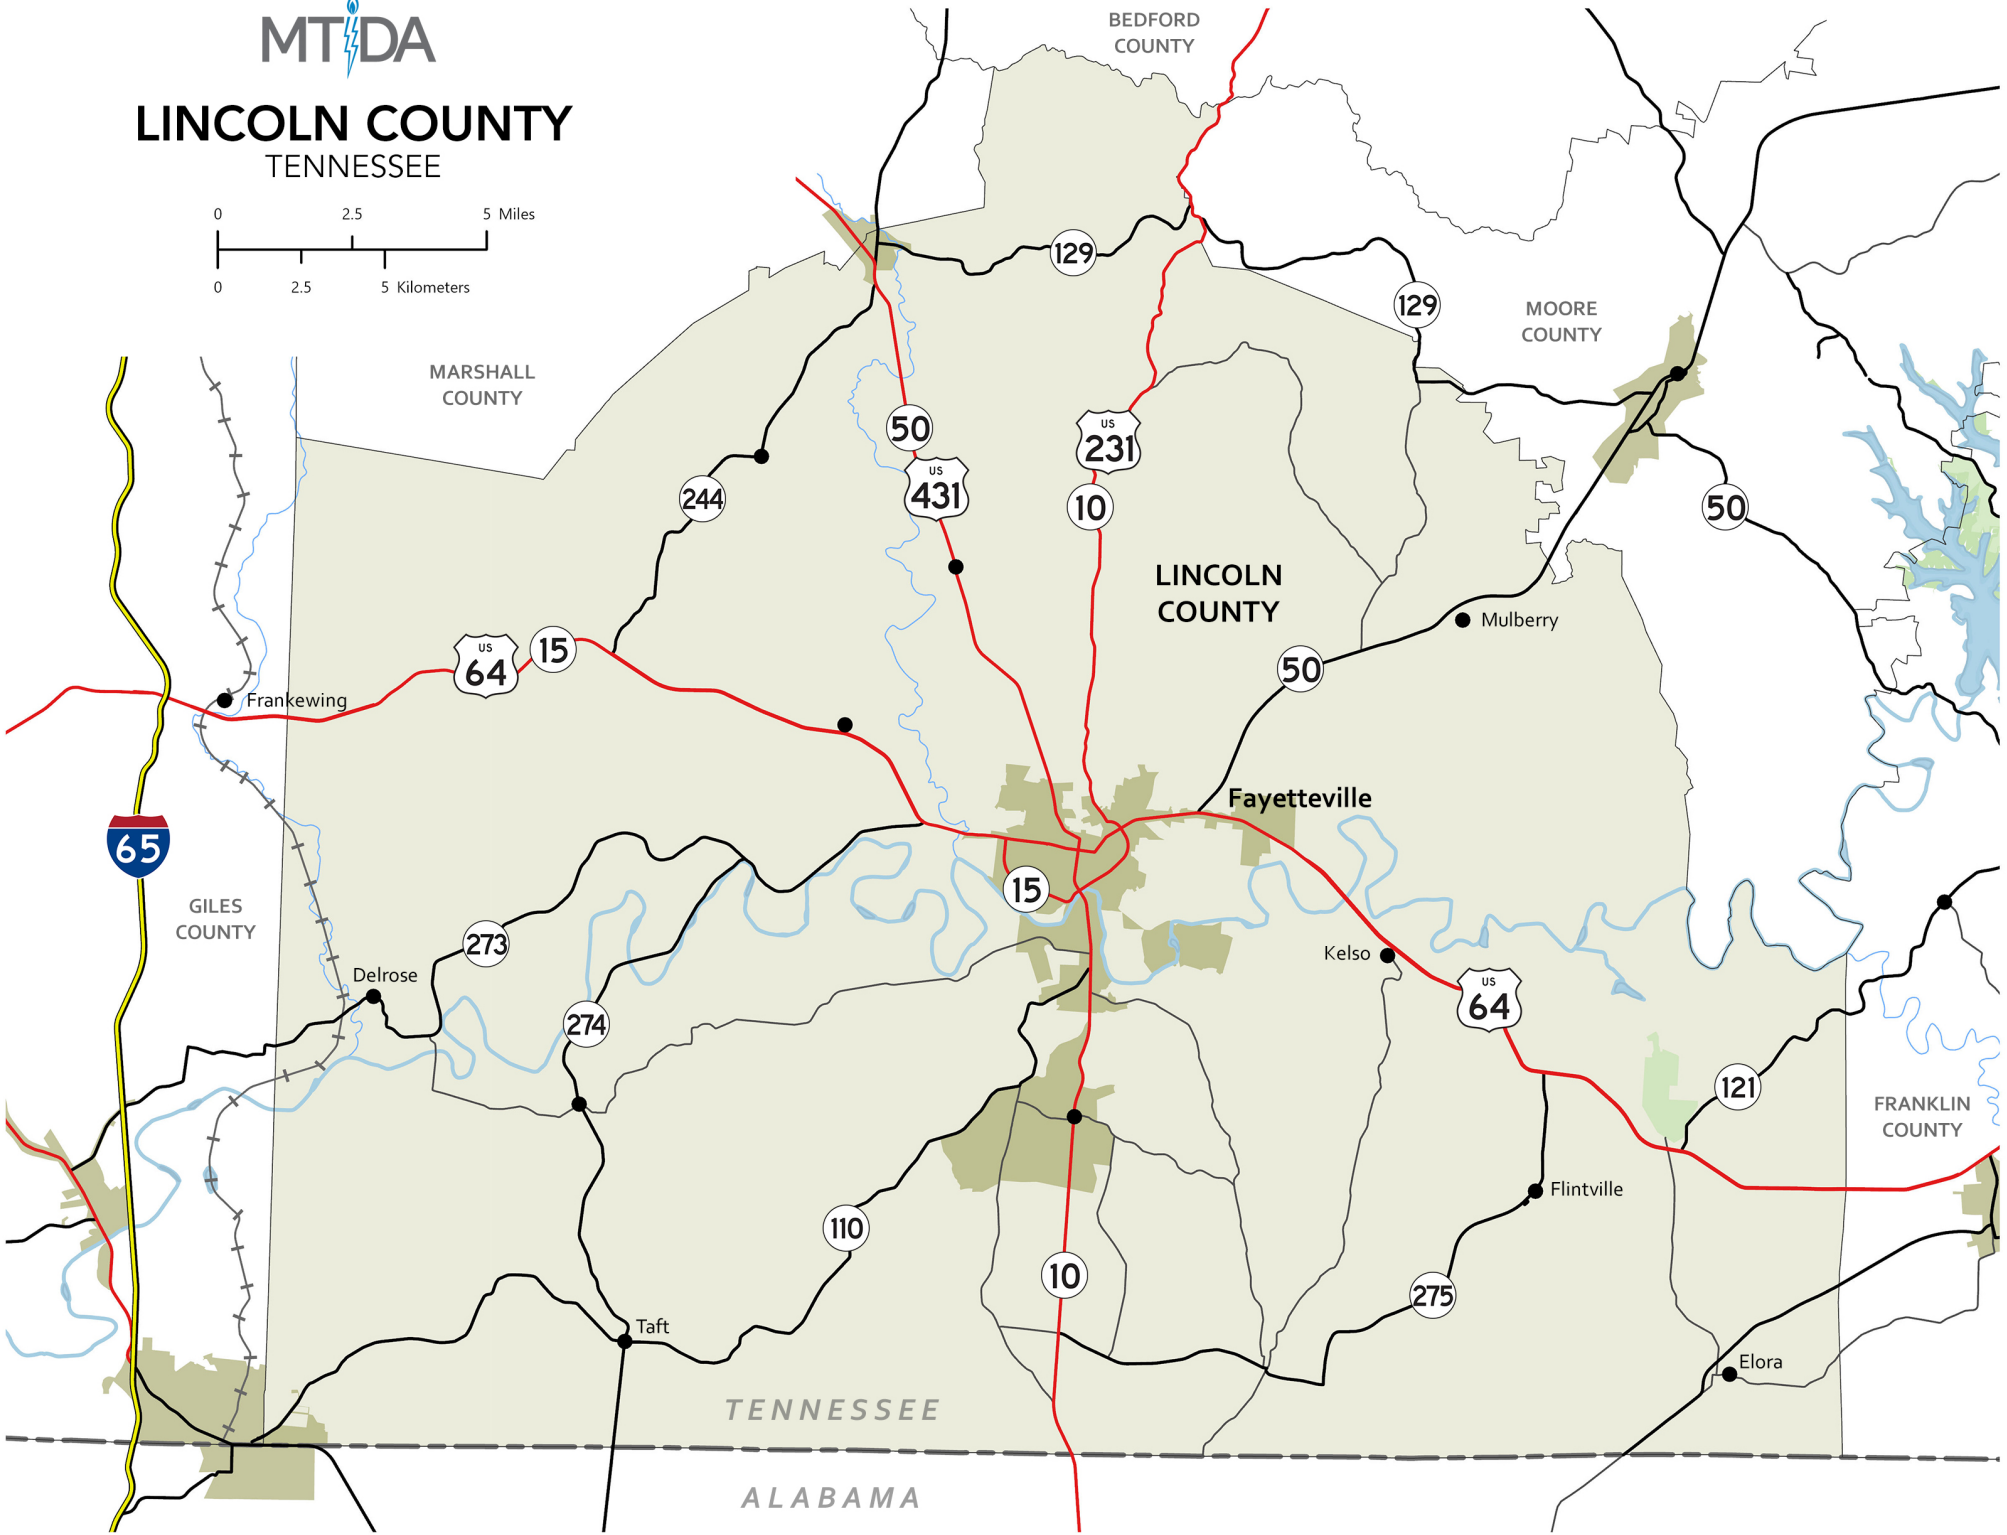 MTiDA
LINCOLN COUNTY
TENNESSEE
0 2.5 5 Miles
0 2.5 5 Kilometers
BEDFORD
COUNTY
MARSHALL
COUNTY
MOORE
COUNTY
129
129
50
US
431
US
231
10
244
50
LINCOLN
COUNTY
Mulberry
50
US
64
15
Frankewing
Fayetteville
65
15
GILES
COUNTY
273
Delrose
274
Kelso
US
64
121
FRANKLIN
COUNTY
Flintville
110
10
275
Taft
Elora
TENNESSEE
ALABAMA